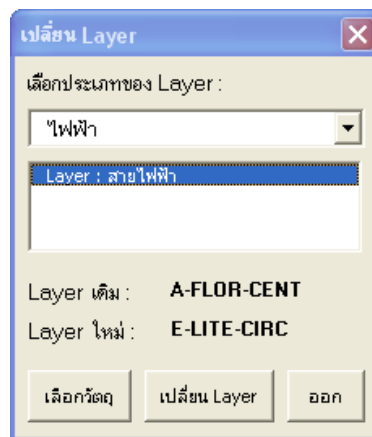 เปลี่ยน Layer
เลือกประเภทของ Layer :
ไฟฟ้า
Layer : สายไฟฟ้า
Layer เดิม : A-FLOR-CENT
Layer ใหม่ : E-LITE-CIRC
เลือกวัตถุ เปลี่ยน Layer ออก